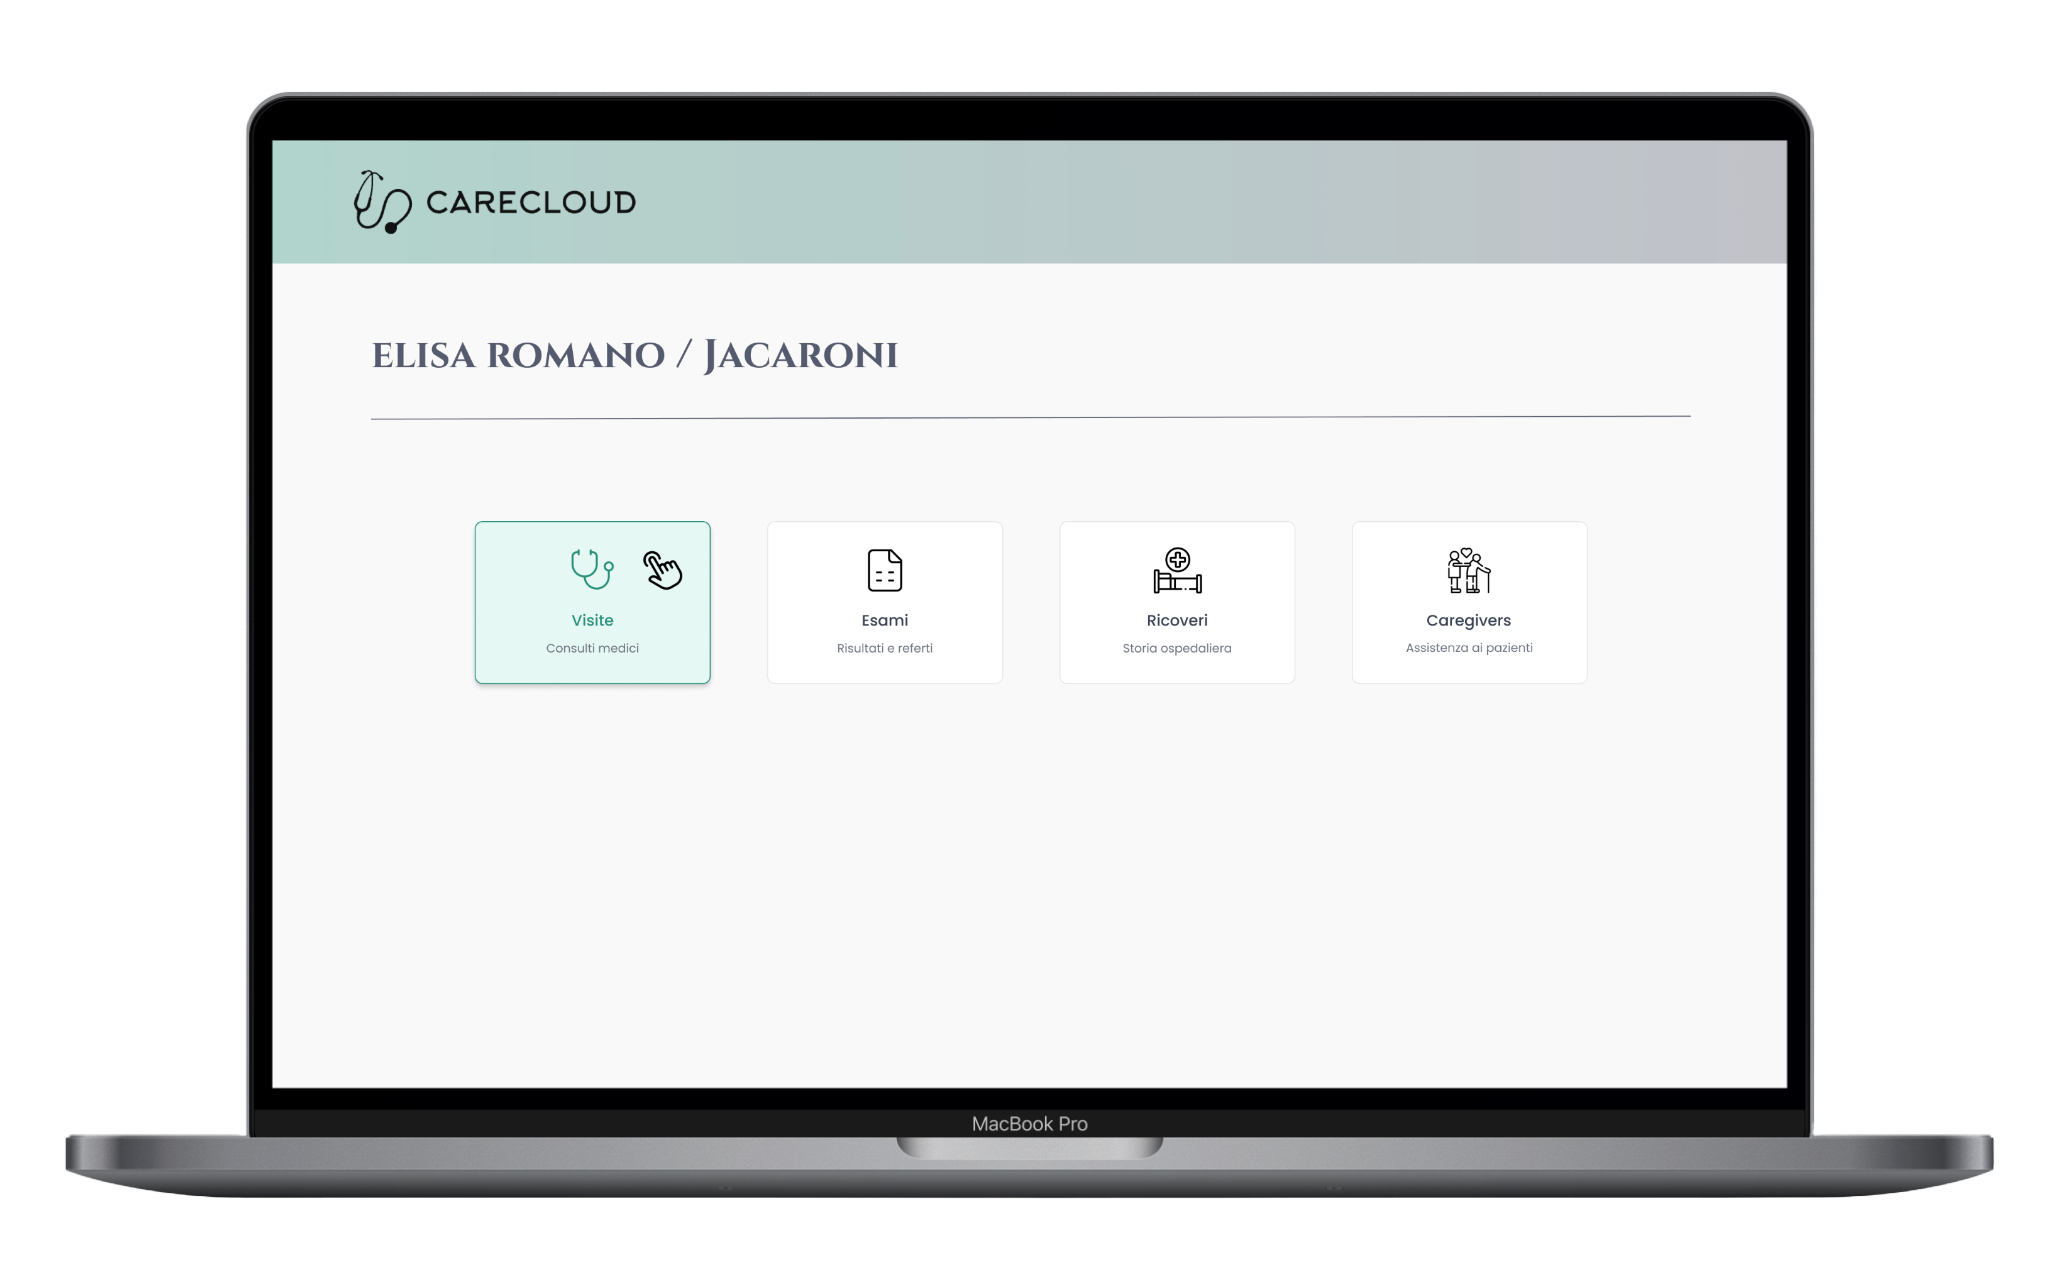 CARECLOUD
ELISA ROMANO / JACARONI
Visite
Consulti medici
Esami
Risultati e referti
Ricoveri
Storia ospedaliera
Caregivers
Assistenza ai pazienti
MacBook Pro